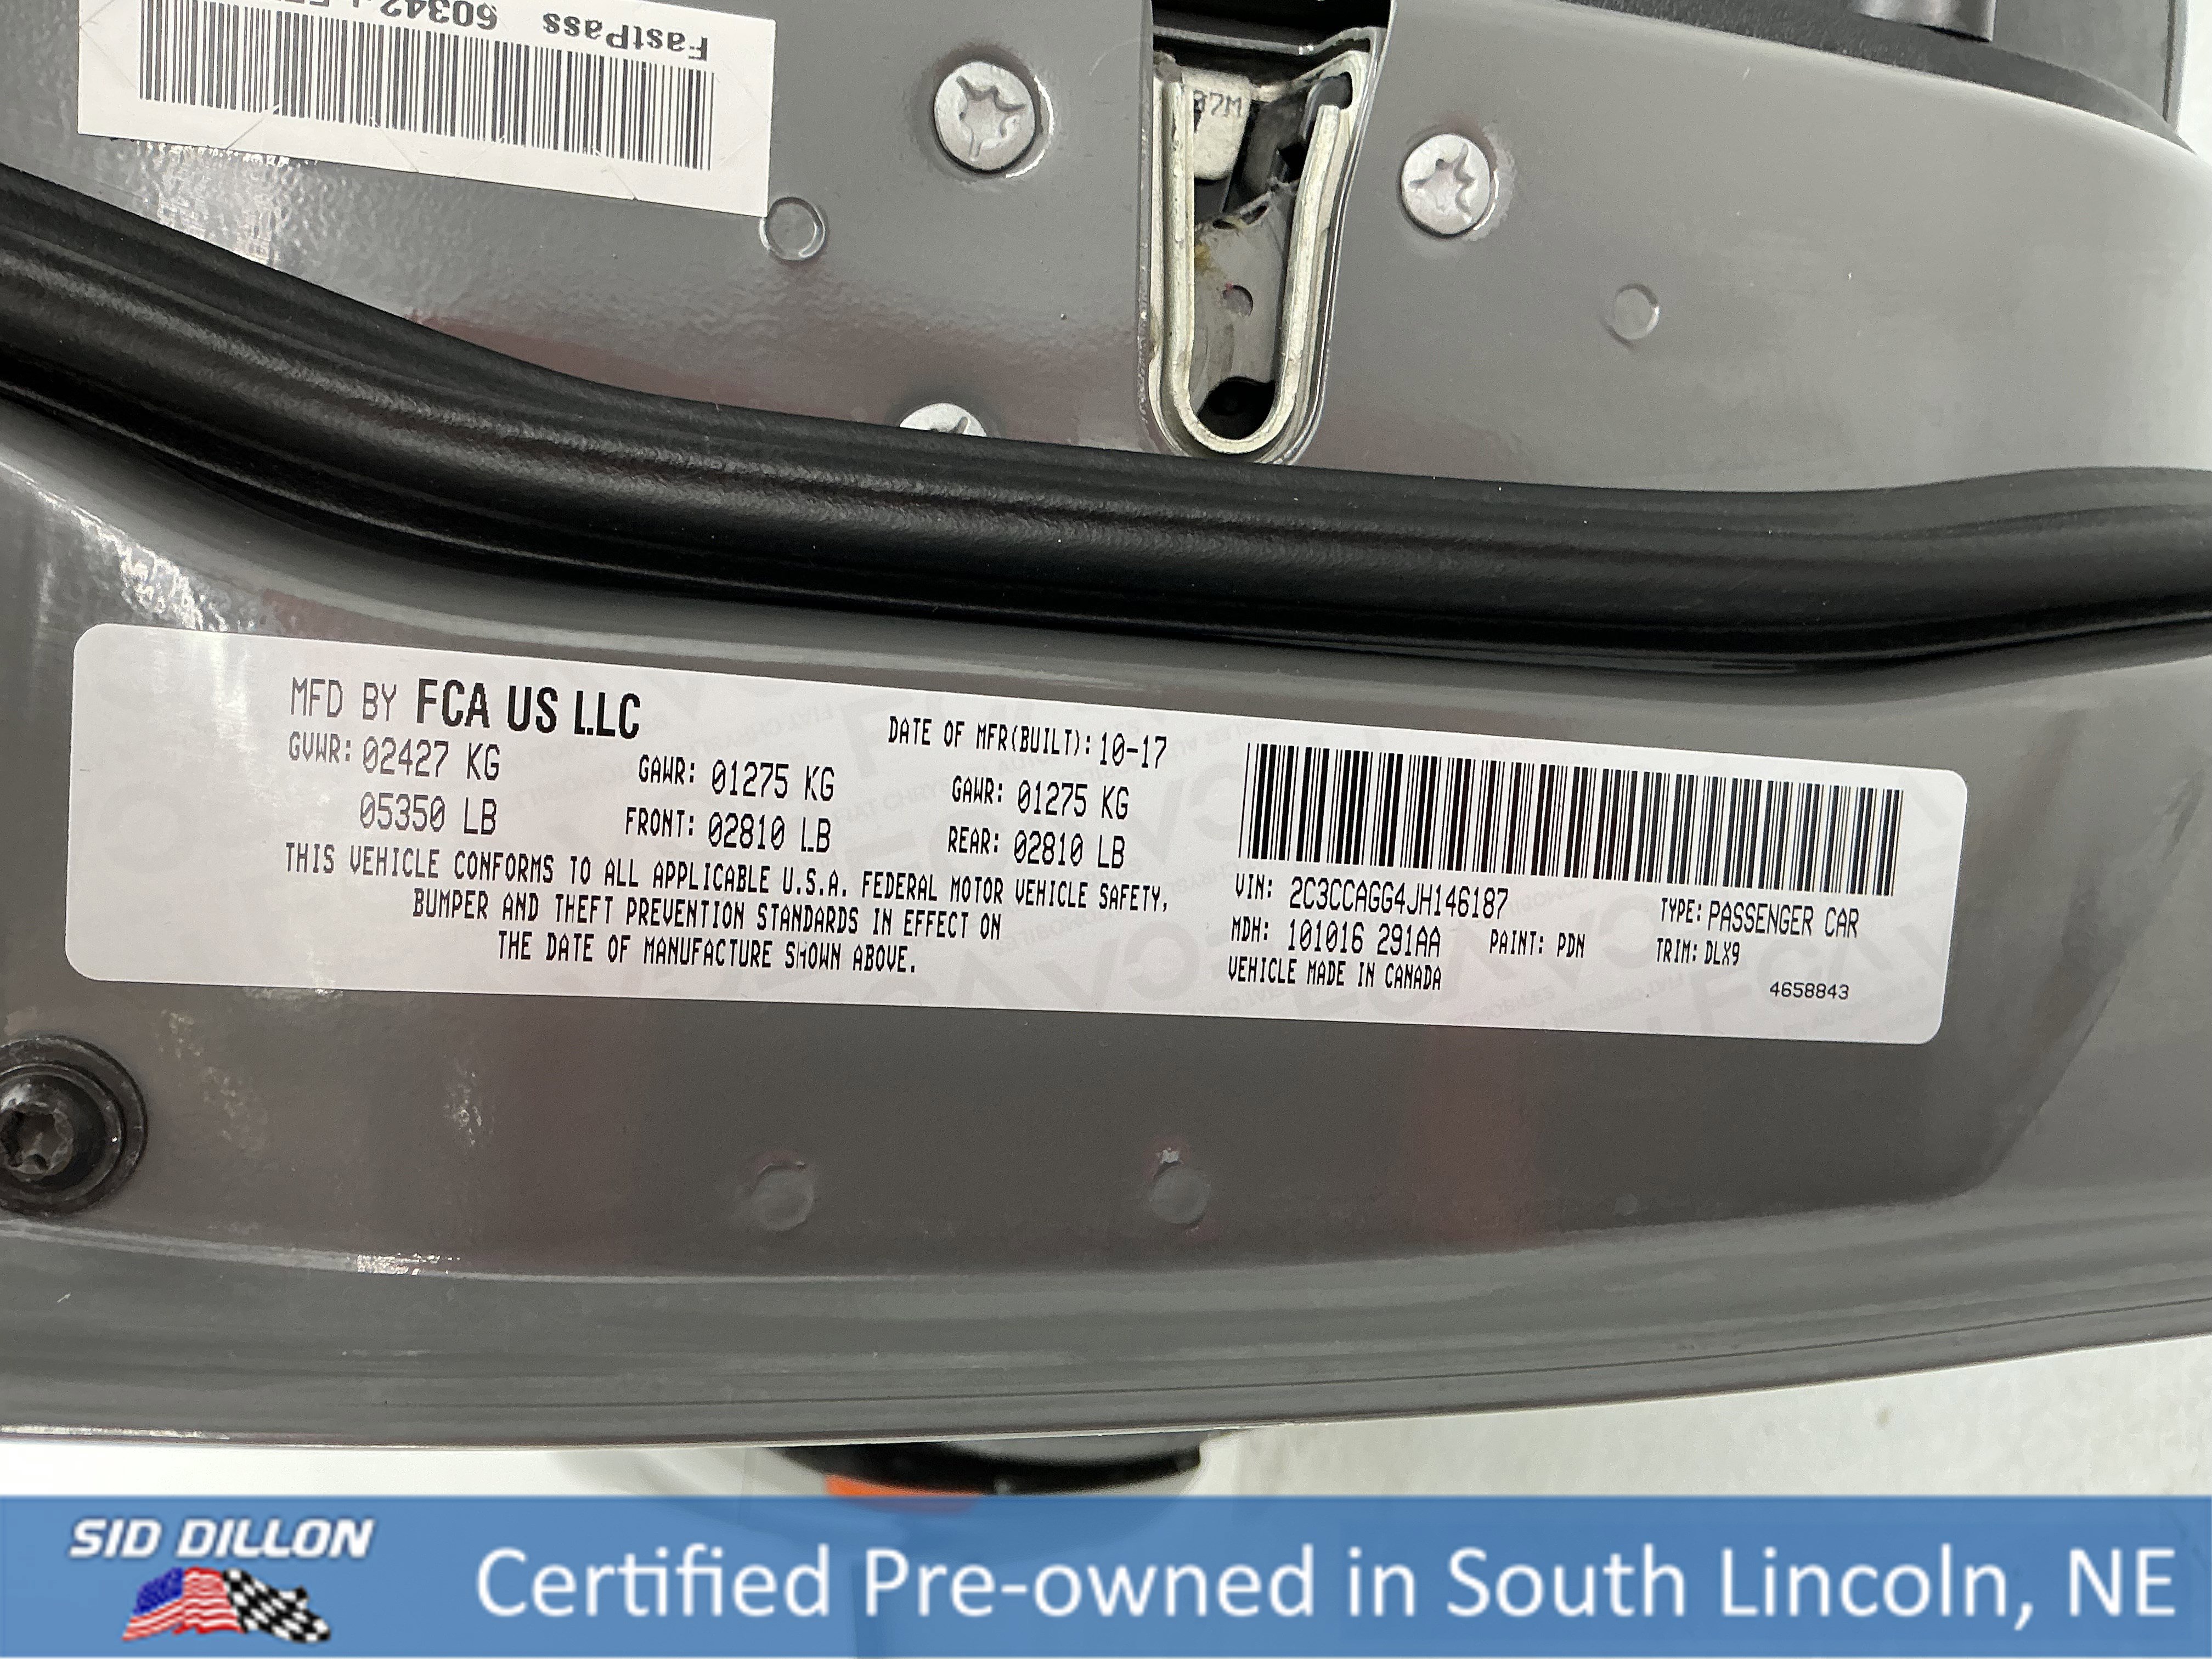 FastPass 60342
07M
MFD BY FCA US LLC
DATE OF MFR(BUILT): 10-17
GVWR: 02427 KG GAWR: 01275 KG GAWR: 01275 KG
05350 LB FRONT: 02810 LB REAR: 02810 LB
THIS VEHICLE CONFORMS TO ALL APPLICABLE U.S.A. FEDERAL MOTOR VEHICLE SAFETY,
BUMPER AND THEFT PREVENTION STANDARDS IN EFFECT ON
THE DATE OF MANUFACTURE SHOWN ABOVE.
VIN: 2C3CCAGG4JH146187 TYPE: PASSENGER CAR
MDH: 101016 291AA PAINT: PDN TRIM: DLX9
VEHICLE MADE IN CANADA 4658843
SID DILLON
Certified Pre-owned in South Lincoln, NE